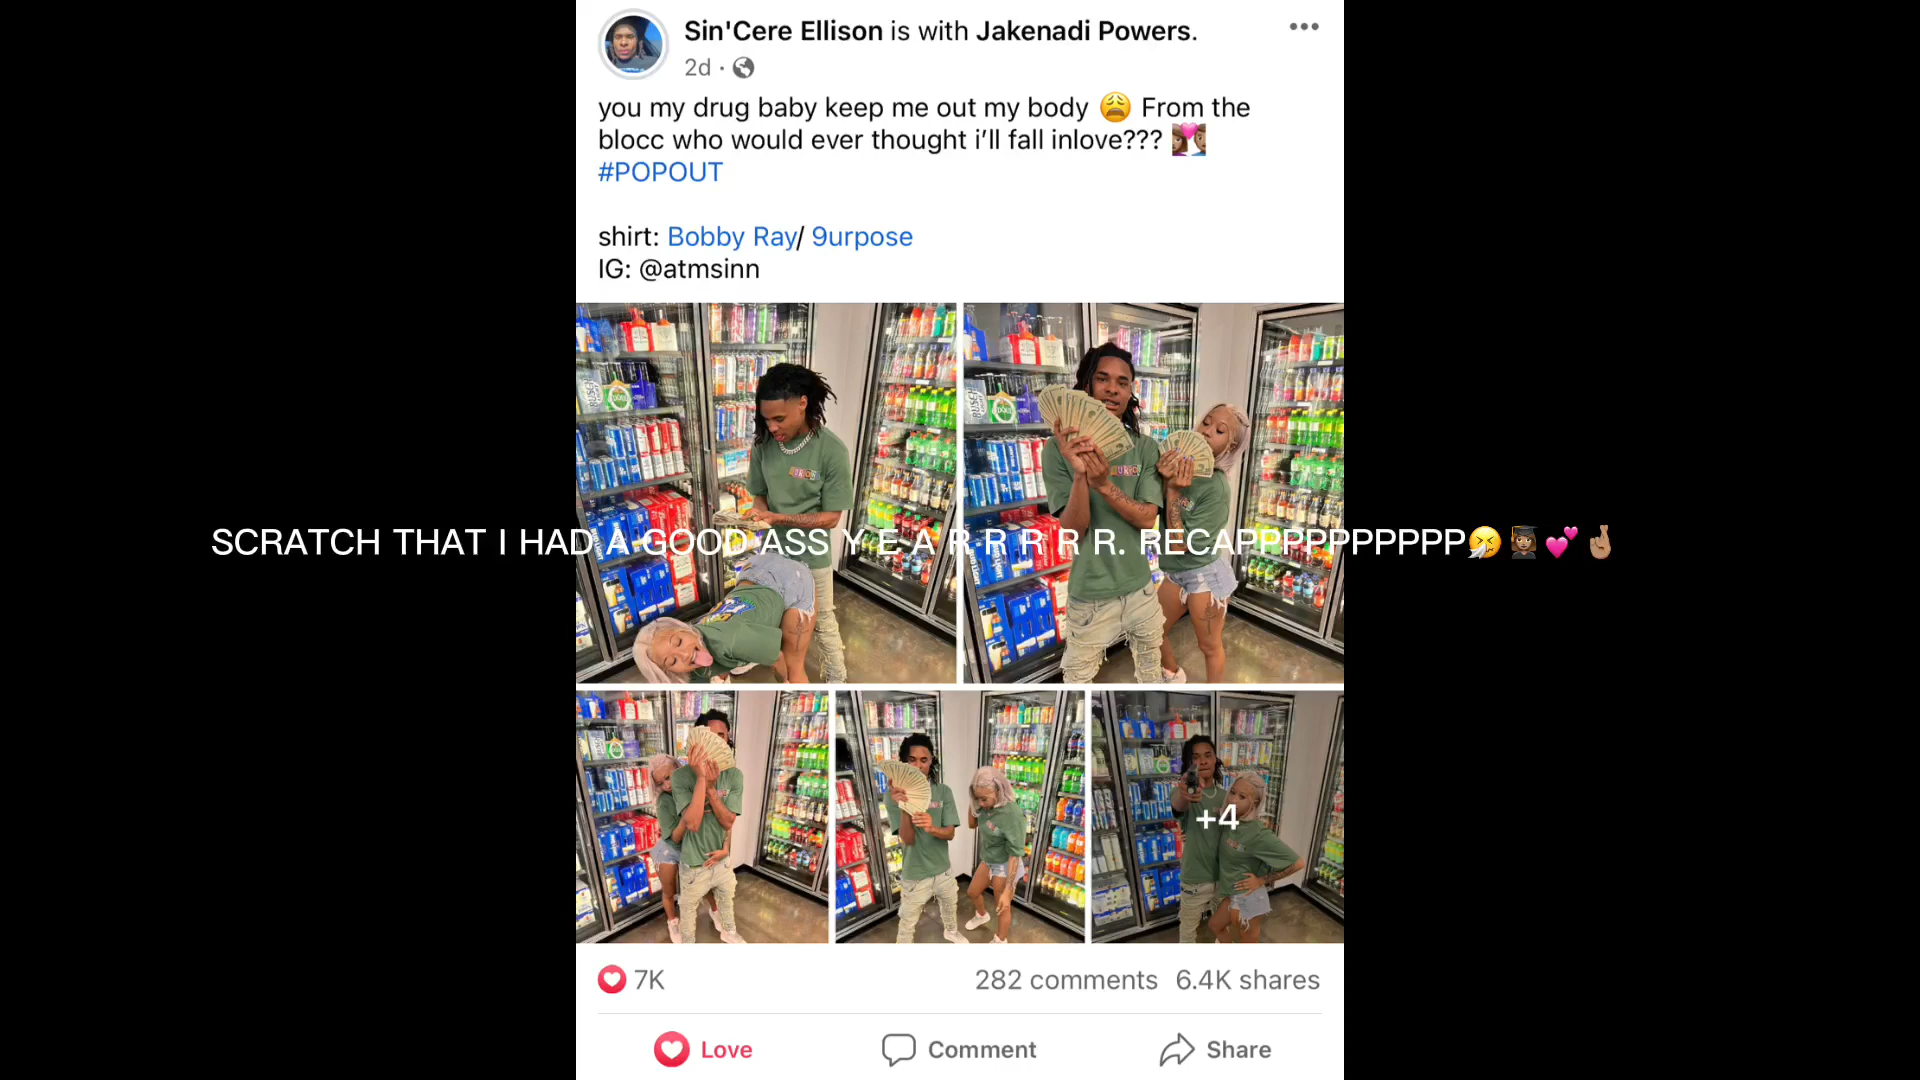 Sin'Cere Ellison is with Jakenadi Powers.
2d ·
you my drug baby keep me out my body 😩 From the
blocc who would ever thought i'll fall inlove??? 💑
#POPOUT
shirt: Bobby Ray/ 9urpose
IG: @atmsinn
SCRATCH THAT I HAD A GOOD ASS Y E A R R R R R. RECAPPPPPPPPPP🤧👩🏾‍🎓💕🤞🏽
+4
7K
282 comments 6.4K shares
Love
Comment
Share